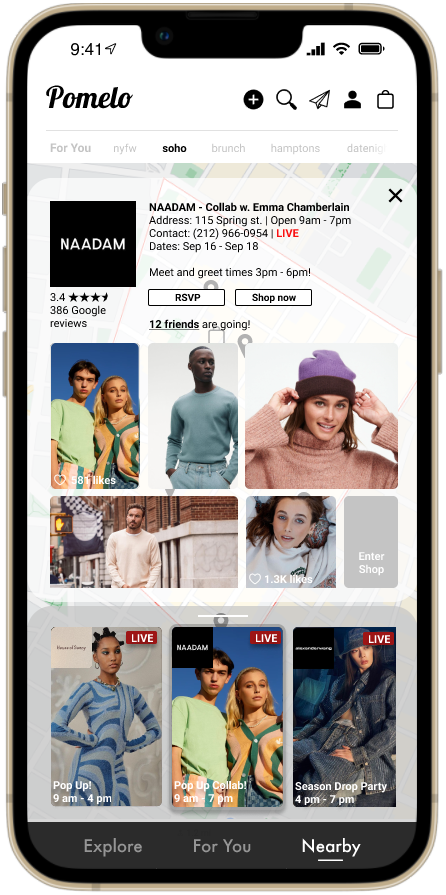 9:41
Pomelo
For You nyfw soho brunch hamptons datenig
NAADAM
NAADAM - Collab w. Emma Chamberlain
Address: 115 Spring st. | Open 9am - 7pm
Contact: (212) 966-0954 | LIVE
Dates: Sep 16 - Sep 18
Meet and greet times 3pm - 6pm!
3.4
386 Google
reviews
RSVP Shop now
12 friends are going!
581 likes
1.3K likes
Enter
Shop
House of Sunny
LIVE
NAADAM
LIVE
alexanderwang
LIVE
Pop Up!
9 am - 4 pm
Pop Up Collab!
9 am - 7 pm
Season Drop Party
4 pm - 7 pm
Explore For You Nearby